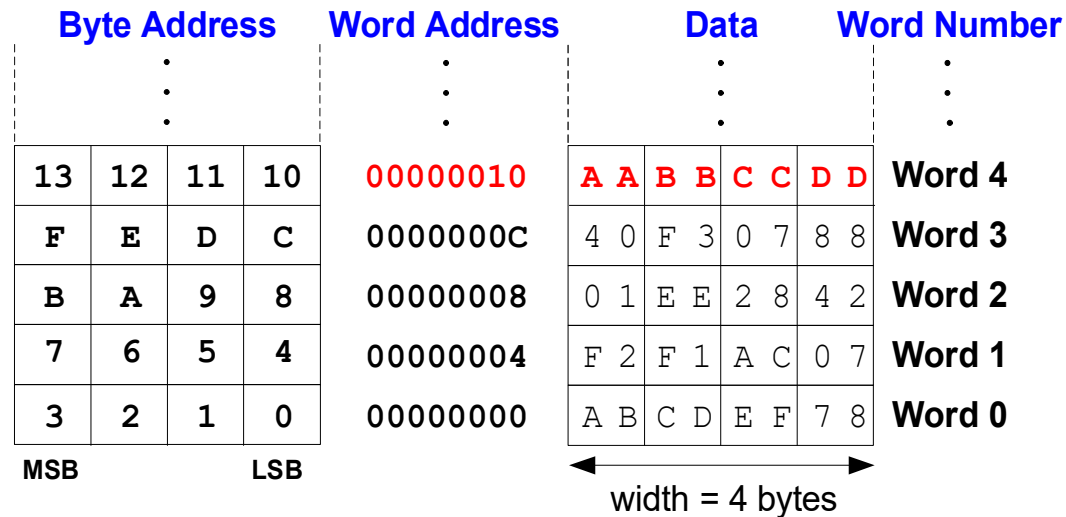 Byte Address Word Address Data Word Number
13 12 11 10 00000010 A A B B C C D D Word 4
F E D C 0000000C 4 0 F 3 0 7 8 8 Word 3
B A 9 8 00000008 0 1 E E 2 8 4 2 Word 2
7 6 5 4 00000004 F 2 F 1 A C 0 7 Word 1
3 2 1 0 00000000 A B C D E F 7 8 Word 0
MSB LSB
width = 4 bytes